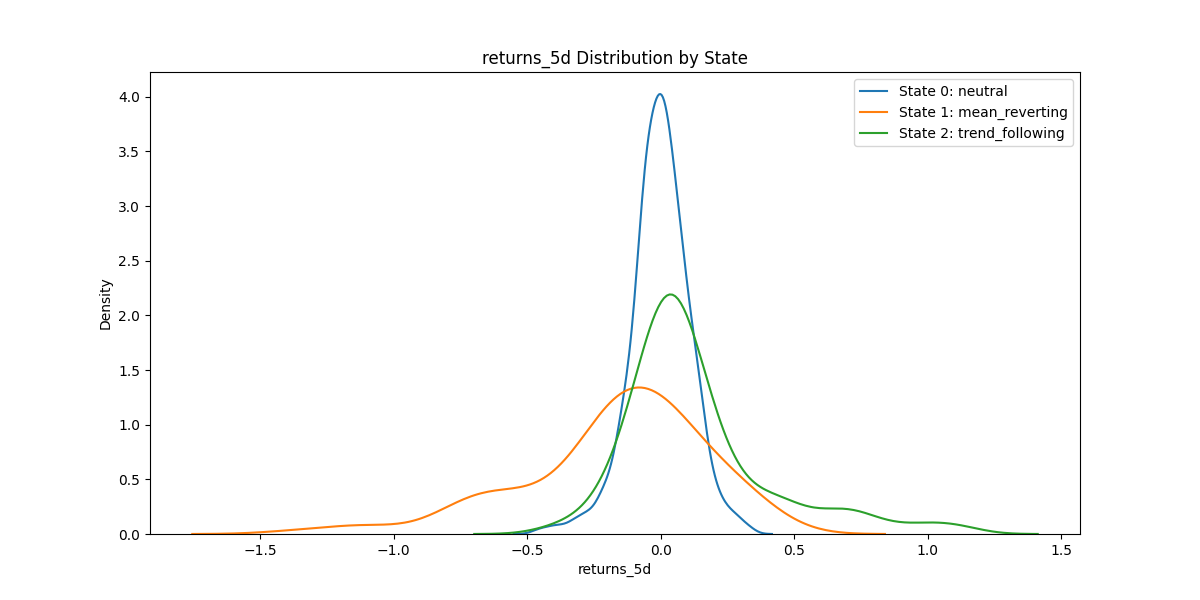 returns_5d Distribution by State
State 0: neutral
State 1: mean_reverting
State 2: trend_following
Density
4.0
3.5
3.0
2.5
2.0
1.5
1.0
0.5
0.0
−1.5 −1.0 −0.5 0.0 0.5 1.0 1.5
returns_5d